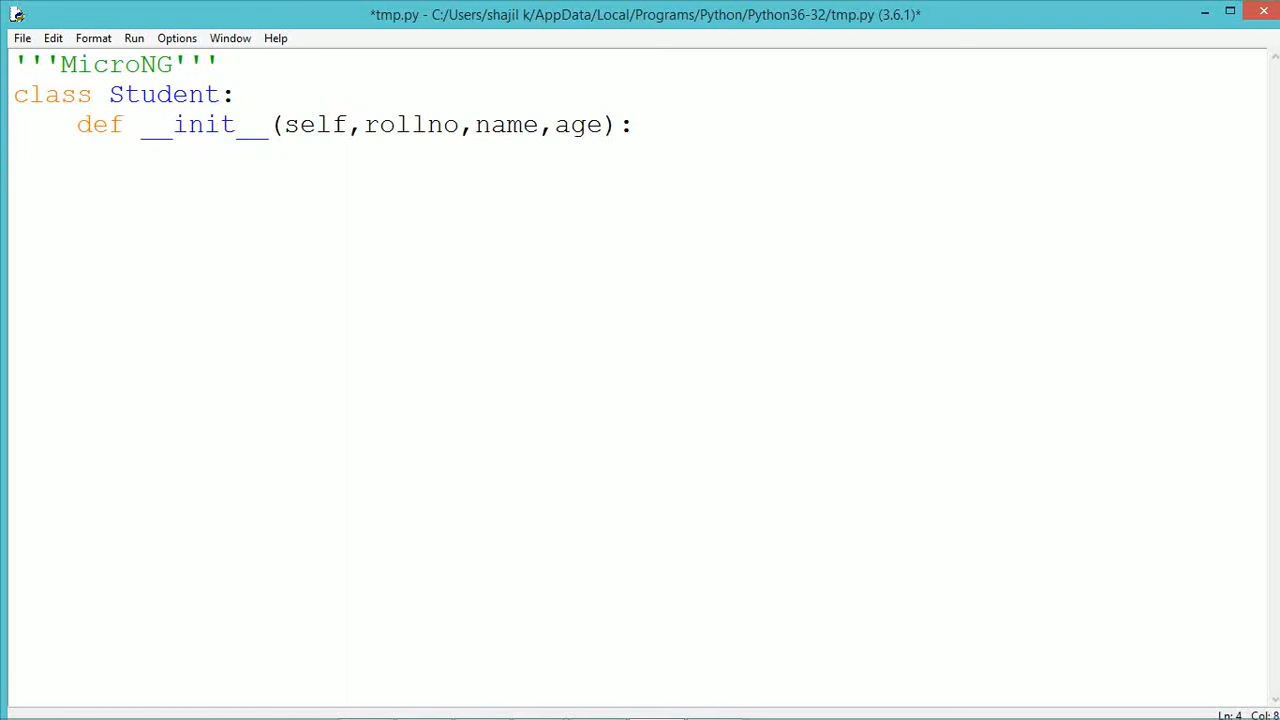 *tmp.py - C:/Users/shajil k/AppData/Local/Programs/Python/Python36-32/tmp.py (3.6.1)*
File Edit Format Run Options Window Help
'''MicroNG'''
class Student:
    def __init__(self,rollno,name,age):
Ln: 4 Col: 8